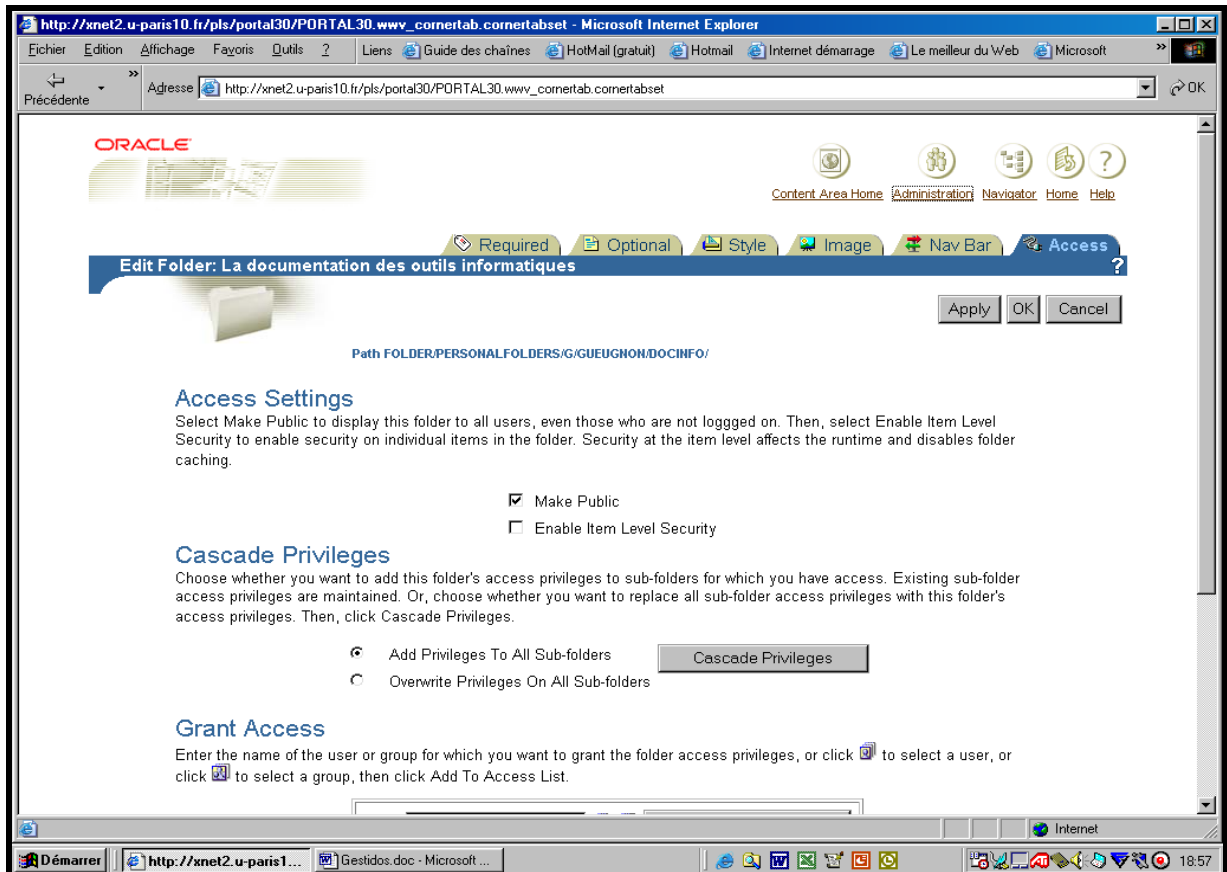 http://xnet2.u-paris10.fr/pls/portal30/PORTAL30.wwv_cornertab.cornertabset - Microsoft Internet Explorer
Fichier Edition Affichage Favoris Outils ? Liens Guide des chaînes HotMail (gratuit) Hotmail Internet démarrage Le meilleur du Web Microsoft »
Précédente » Adresse http://xnet2.u-paris10.fr/pls/portal30/PORTAL30.wwv_cornertab.cornertabset OK
ORACLE
Content Area Home Administration Navigator Home Help
Required Optional Style Image Nav Bar Access
Edit Folder: La documentation des outils informatiques ?
Apply OK Cancel
Path FOLDER/PERSONALFOLDERS/G/GUEUGNON/DOCINFO/
Access Settings
Select Make Public to display this folder to all users, even those who are not loggged on. Then, select Enable Item Level
Security to enable security on individual items in the folder. Security at the item level affects the runtime and disables folder
caching.
Make Public
Enable Item Level Security
Cascade Privileges
Choose whether you want to add this folder's access privileges to sub-folders for which you have access. Existing sub-folder
access privileges are maintained. Or, choose whether you want to replace all sub-folder access privileges with this folder's
access privileges. Then, click Cascade Privileges.
Add Privileges To All Sub-folders Cascade Privileges
Overwrite Privileges On All Sub-folders
Grant Access
Enter the name of the user or group for which you want to grant the folder access privileges, or click to select a user, or
click to select a group, then click Add To Access List.
Internet
Démarrer http://xnet2.u-paris1... Gestidos.doc - Microsoft ... 18:57